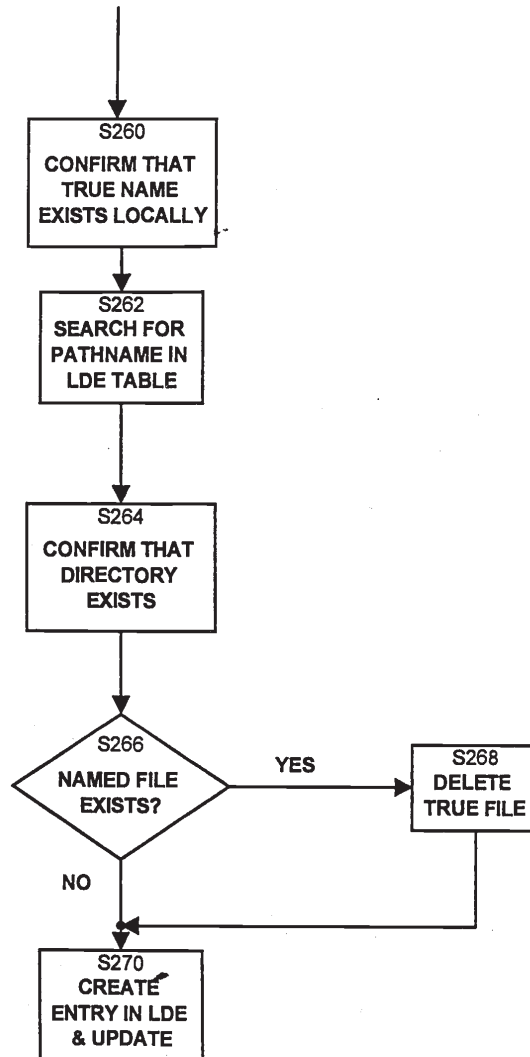 S260
CONFIRM THAT
TRUE NAME
EXISTS LOCALLY
S262
SEARCH FOR
PATHNAME IN
LDE TABLE
S264
CONFIRM THAT
DIRECTORY
EXISTS
S266
NAMED FILE
EXISTS?
YES
S268
DELETE
TRUE FILE
NO
S270
CREATE
ENTRY IN LDE
& UPDATE